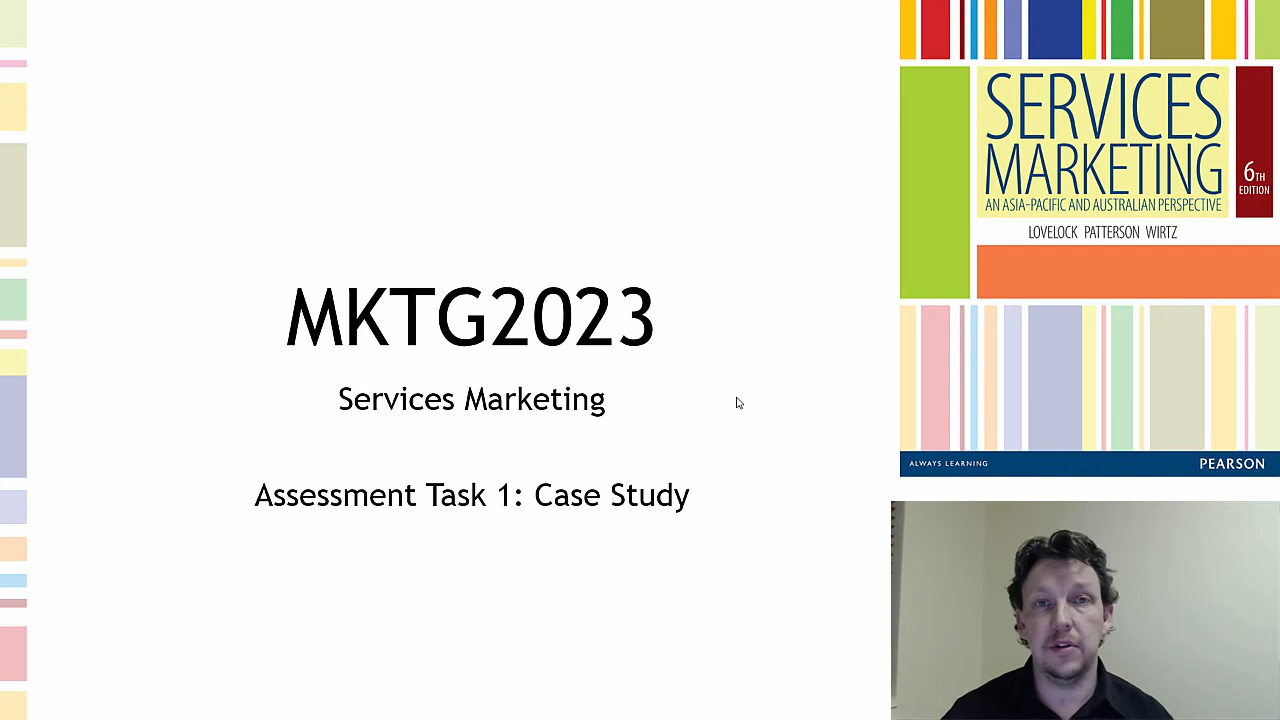 MKTG2023
Services Marketing
Assessment Task 1: Case Study
SERVICES
MARKETING
AN ASIA-PACIFIC AND AUSTRALIAN PERSPECTIVE
6TH
EDITION
LOVELOCK PATTERSON WIRTZ
ALWAYS LEARNING
PEARSON